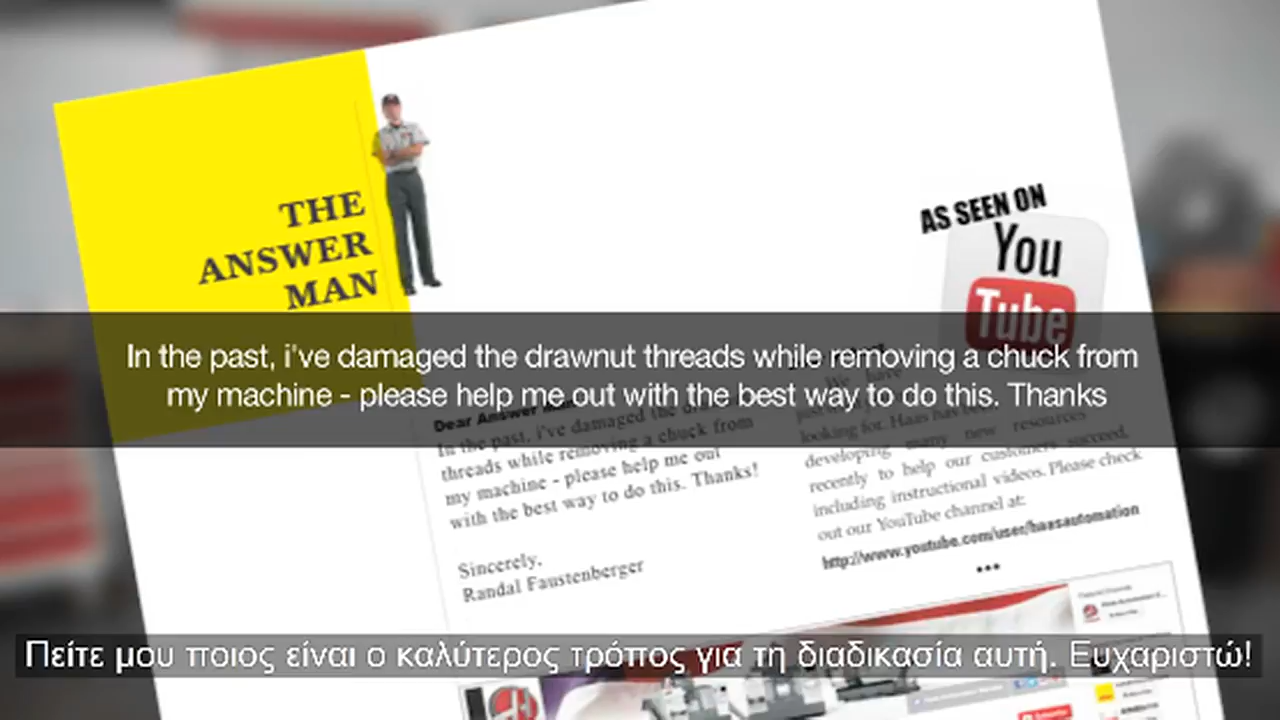 THE
ANSWER
MAN
AS SEEN ON
You
Tube
In the past, i've damaged the drawnut threads while removing a chuck from
my machine - please help me out with the best way to do this. Thanks
Dear Answer Man
In the past, i've damaged the
threads while removing a chuck from
my machine - please help me out
with the best way to do this. Thanks!
Sincerely,
Randal Faustenberger
looking for. Haas has been
developing many new resources
recently to help our customers succeed,
including instructional videos. Please check
out our YouTube channel at:
http://www.youtube.com/user/haasautomation
•••
Πείτε μου ποιος είναι ο καλύτερος τρόπος για τη διαδικασία αυτή. Ευχαριστώ!